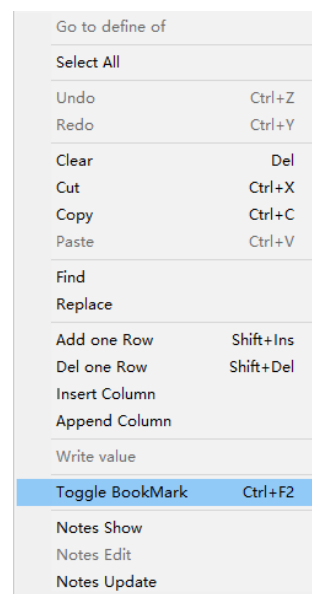 Go to define of
Select All
Undo Ctrl+Z
Redo Ctrl+Y
Clear Del
Cut Ctrl+X
Copy Ctrl+C
Paste Ctrl+V
Find
Replace
Add one Row Shift+Ins
Del one Row Shift+Del
Insert Column
Append Column
Write value
Toggle BookMark Ctrl+F2
Notes Show
Notes Edit
Notes Update